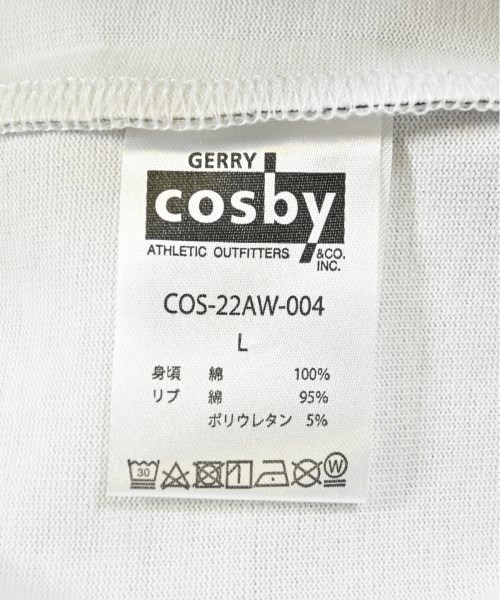 GERRY
cosby
ATHLETIC OUTFITTERS &CO. INC.
COS-22AW-004
L
身頃 綿 100%
リブ 綿 95%
ポリウレタン 5%
30 W